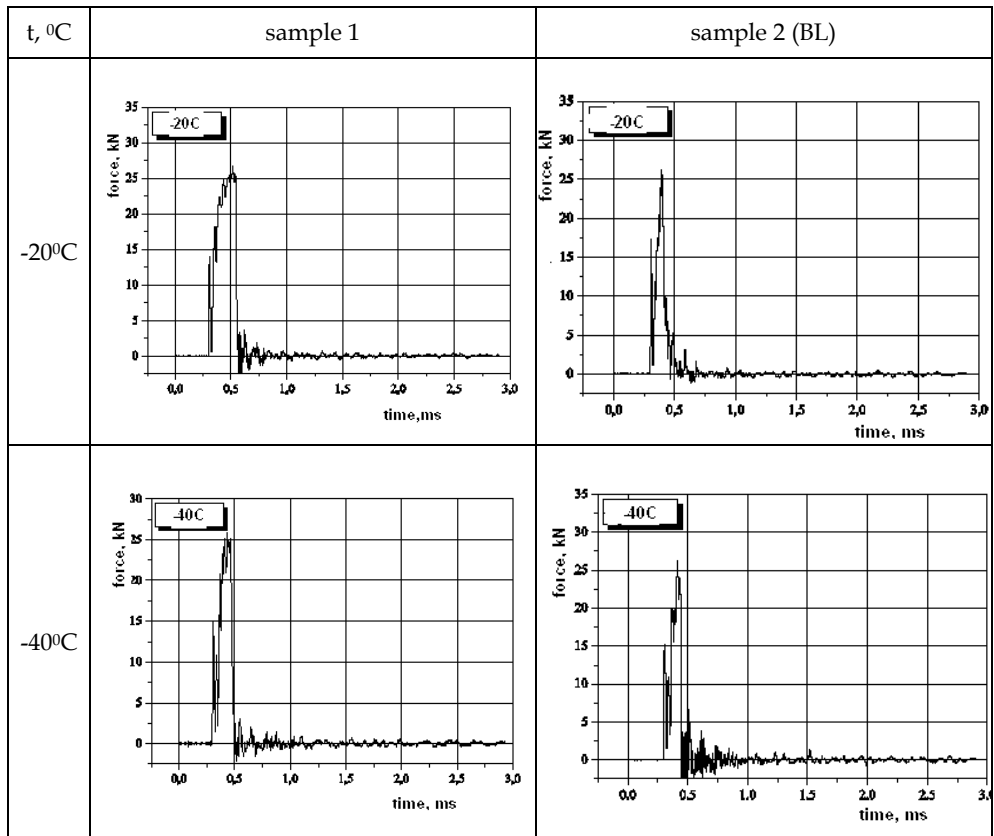 t, ⁰C sample 1 sample 2 (BL)
-20⁰C
-20C
force, kN
35
30
25
20
15
10
5
0
0,0 0,5 1,0 1,5 2,0 2,5 3,0
time,ms
-20C
force, kN
35
30
25
20
15
10
5
0
0,0 0,5 1,0 1,5 2,0 2,5 3,0
time, ms
-40⁰C
-40C
force, kN
30
25
20
15
10
5
0
0,0 0,5 1,0 1,5 2,0 2,5 3,0
time, ms
-40C
force, kN
35
30
25
20
15
10
5
0
0.0 0.5 1.0 1.5 2.0 2.5 3.0
time, ms